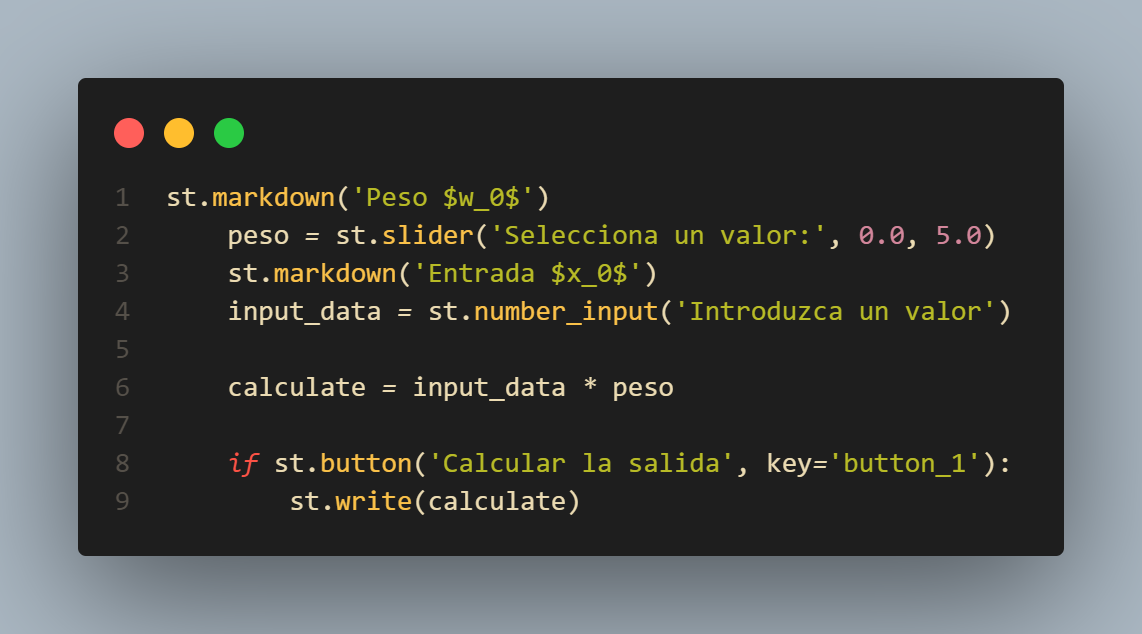 1 st.markdown('Peso $w_0$')
2     peso = st.slider('Selecciona un valor:', 0.0, 5.0)
3     st.markdown('Entrada $x_0$')
4     input_data = st.number_input('Introduzca un valor')
5
6     calculate = input_data * peso
7
8     if st.button('Calcular la salida', key='button_1'):
9         st.write(calculate)